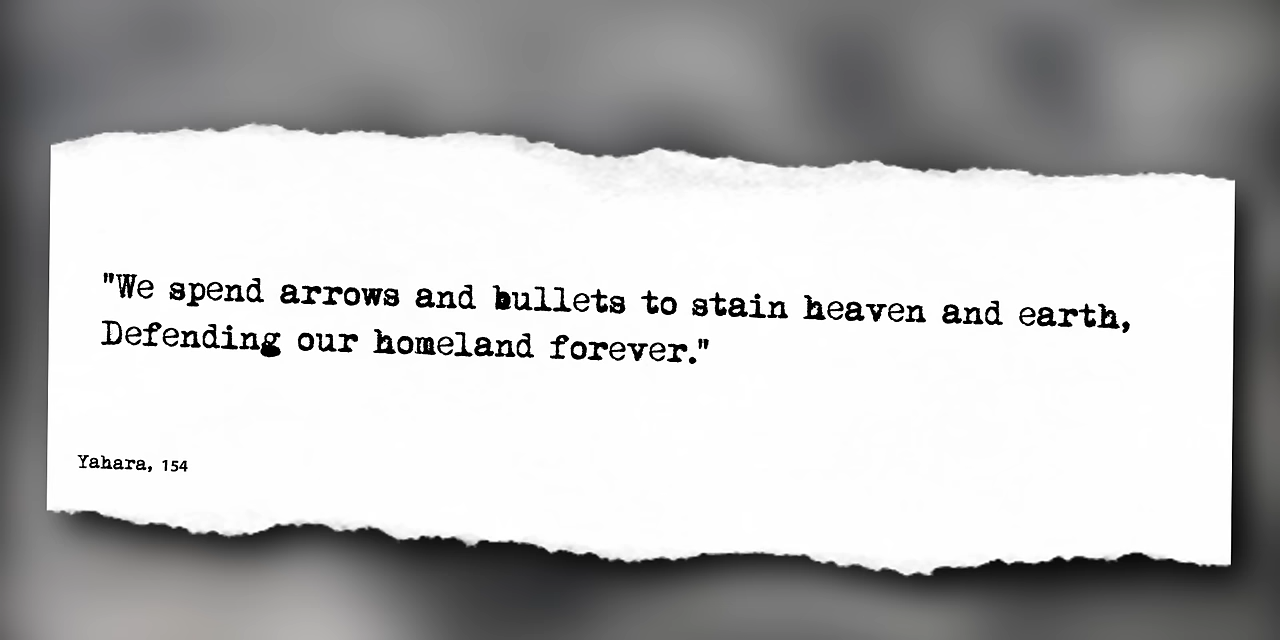 "We spend arrows and bullets to stain heaven and earth,
Defending our homeland forever."
Yahara, 154